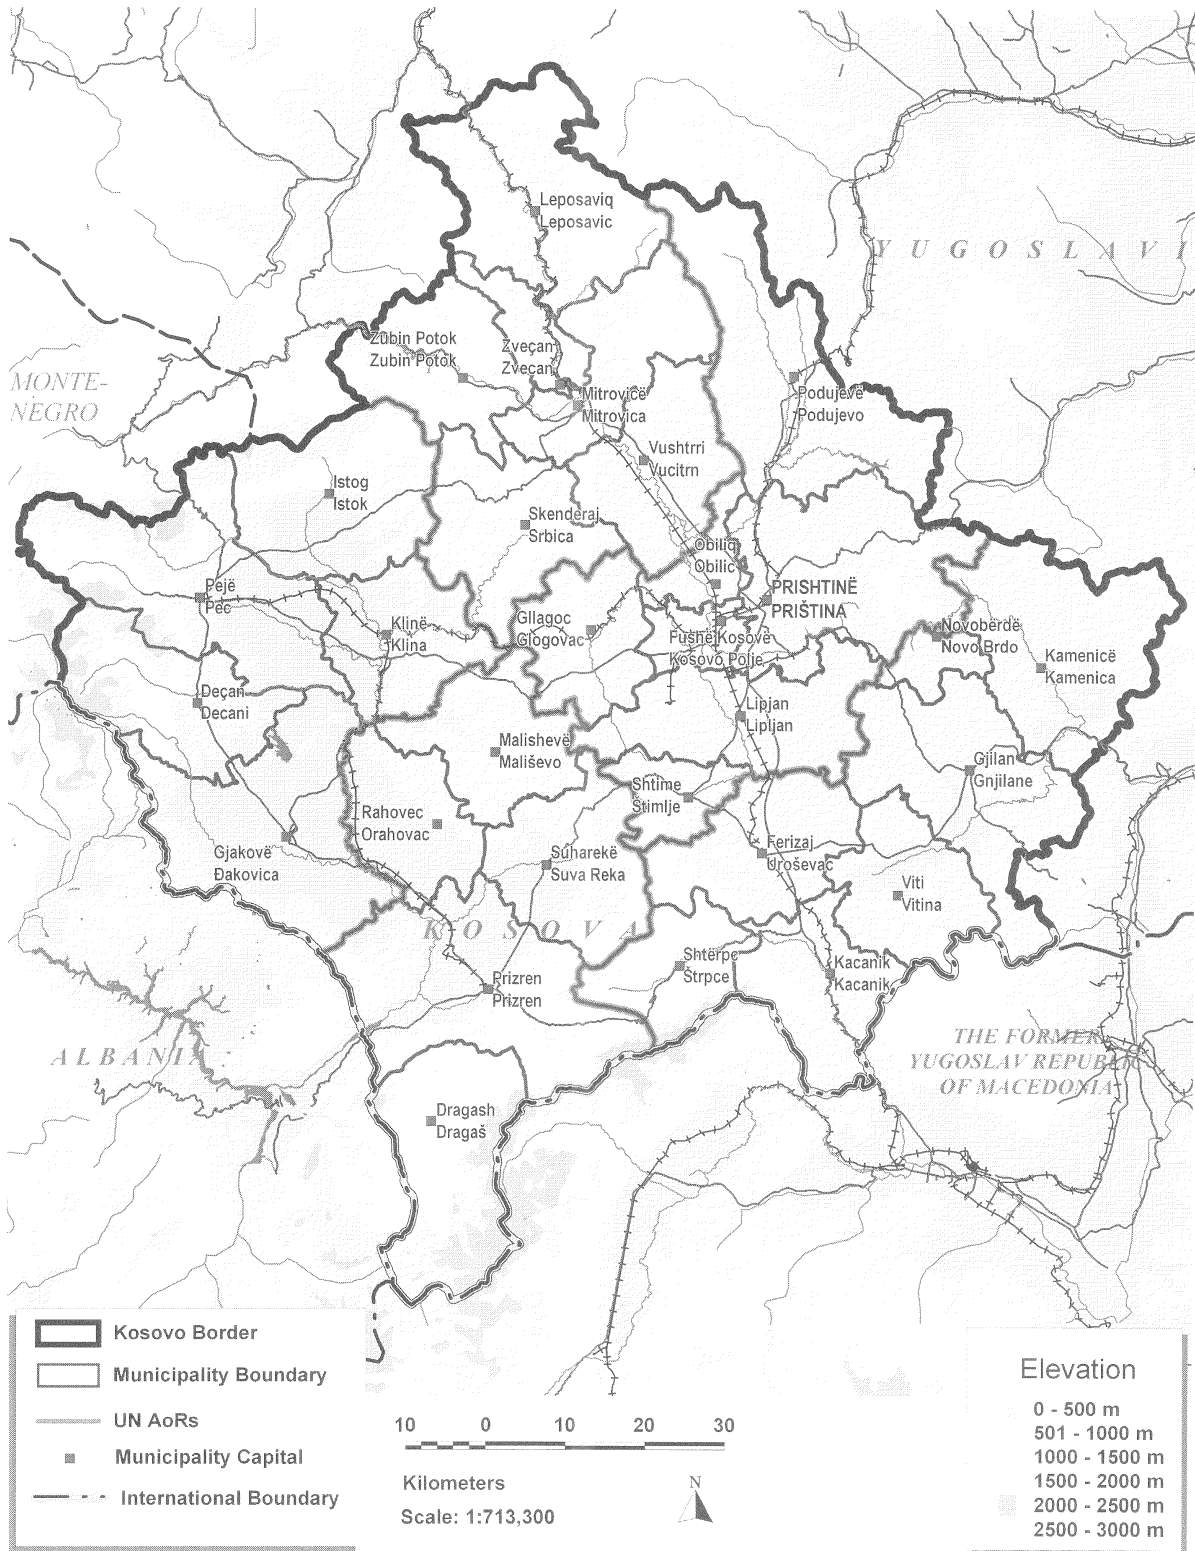 Leposaviq
Leposavic
YUGOSLAVI
Zubin Potok
Zubin Potok
Zveçan
Zvecan
MONTE-
NEGRO
Mitrovicë
Mitrovica
Podujevë
Podujevo
Vushtrri
Vucitrn
Istog
Istok
Skenderaj
Srbica
Obiliq
Obilic
Pejë
Pec
PRISHTINË
PRIŠTINA
Klinë
Klina
Gllagoc
Glogovac
Fushë Kosovë
Kosovo Polje
Novobërdë
Novo Brdo
Kamenicë
Kamenica
Deçan
Decani
Lipjan
Lipljan
Malishevë
Mališevo
Gjilan
Gnjilane
Shtime
Štimlje
Rahovec
Orahovac
Gjakovë
Đakovica
Suharekë
Suva Reka
Ferizaj
Uroševac
Viti
Vitina
KOSOVA
Prizren
Prizren
Shtërpc
Štrpce
Kacanik
Kacanik
ALBANIA
THE FORMER
YUGOSLAV REPUBLIC
OF MACEDONIA
Dragash
Dragaš
Kosovo Border
Municipality Boundary
UN AoRs
Municipality Capital
International Boundary
10 0 10 20 30
Kilometers
Scale: 1:713,300
N
Elevation
0 - 500 m
501 - 1000 m
1000 - 1500 m
1500 - 2000 m
2000 - 2500 m
2500 - 3000 m